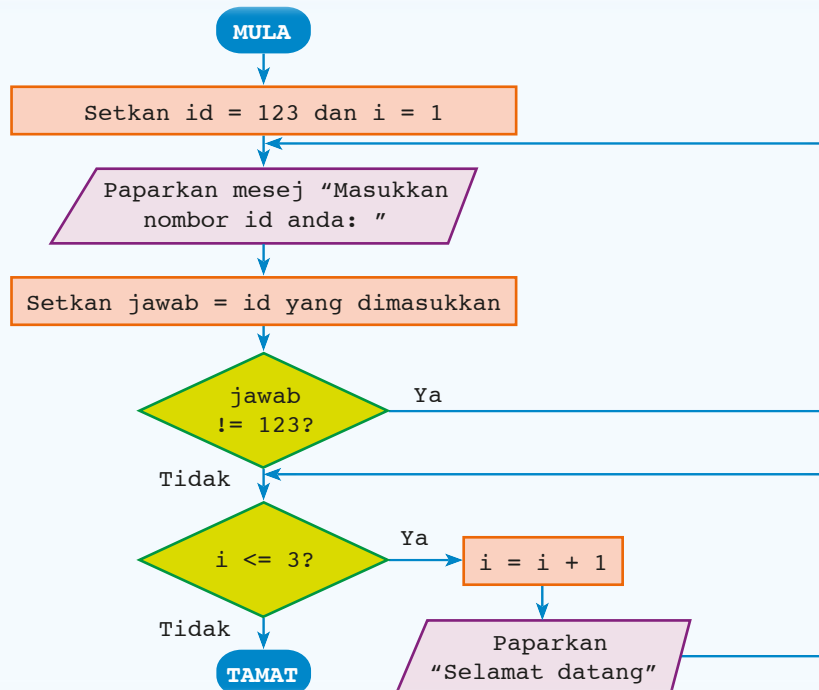 MULA
Setkan id = 123 dan i = 1
Paparkan mesej “Masukkan
nombor id anda: ”
Setkan jawab = id yang dimasukkan
jawab
!= 123?
Ya
Tidak
i <= 3?
Ya
i = i + 1
Tidak
Paparkan
“Selamat datang”
TAMAT